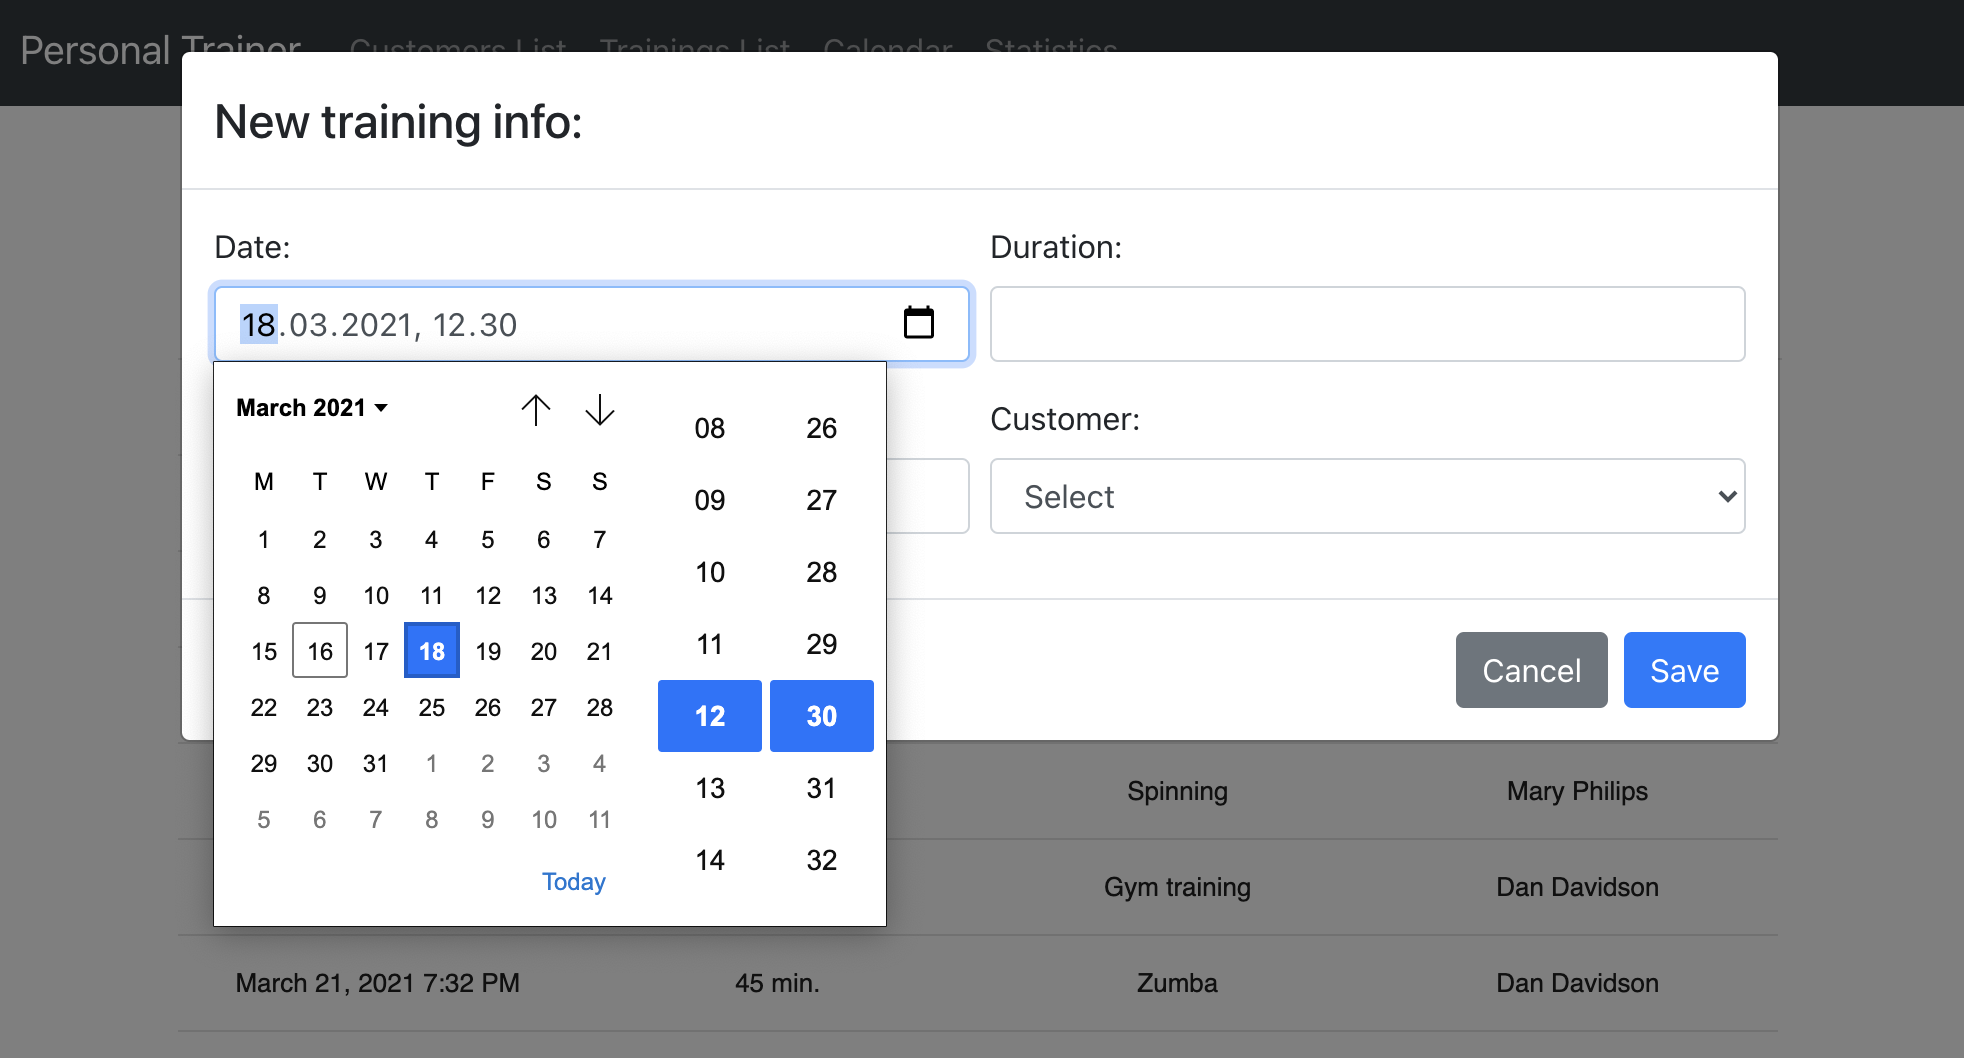 Personal Trainer Customers List Trainings List Calendar Statistics
New training info:
Date:
Duration:
18.03.2021, 12.30
March 2021
M T W T F S S
1 2 3 4 5 6 7
8 9 10 11 12 13 14
15 16 17 18 19 20 21
22 23 24 25 26 27 28
29 30 31 1 2 3 4
5 6 7 8 9 10 11
Today
08 26
09 27
10 28
11 29
12 30
13 31
14 32
Customer:
Select
Cancel Save
Spinning Mary Philips
Gym training Dan Davidson
March 21, 2021 7:32 PM 45 min. Zumba Dan Davidson